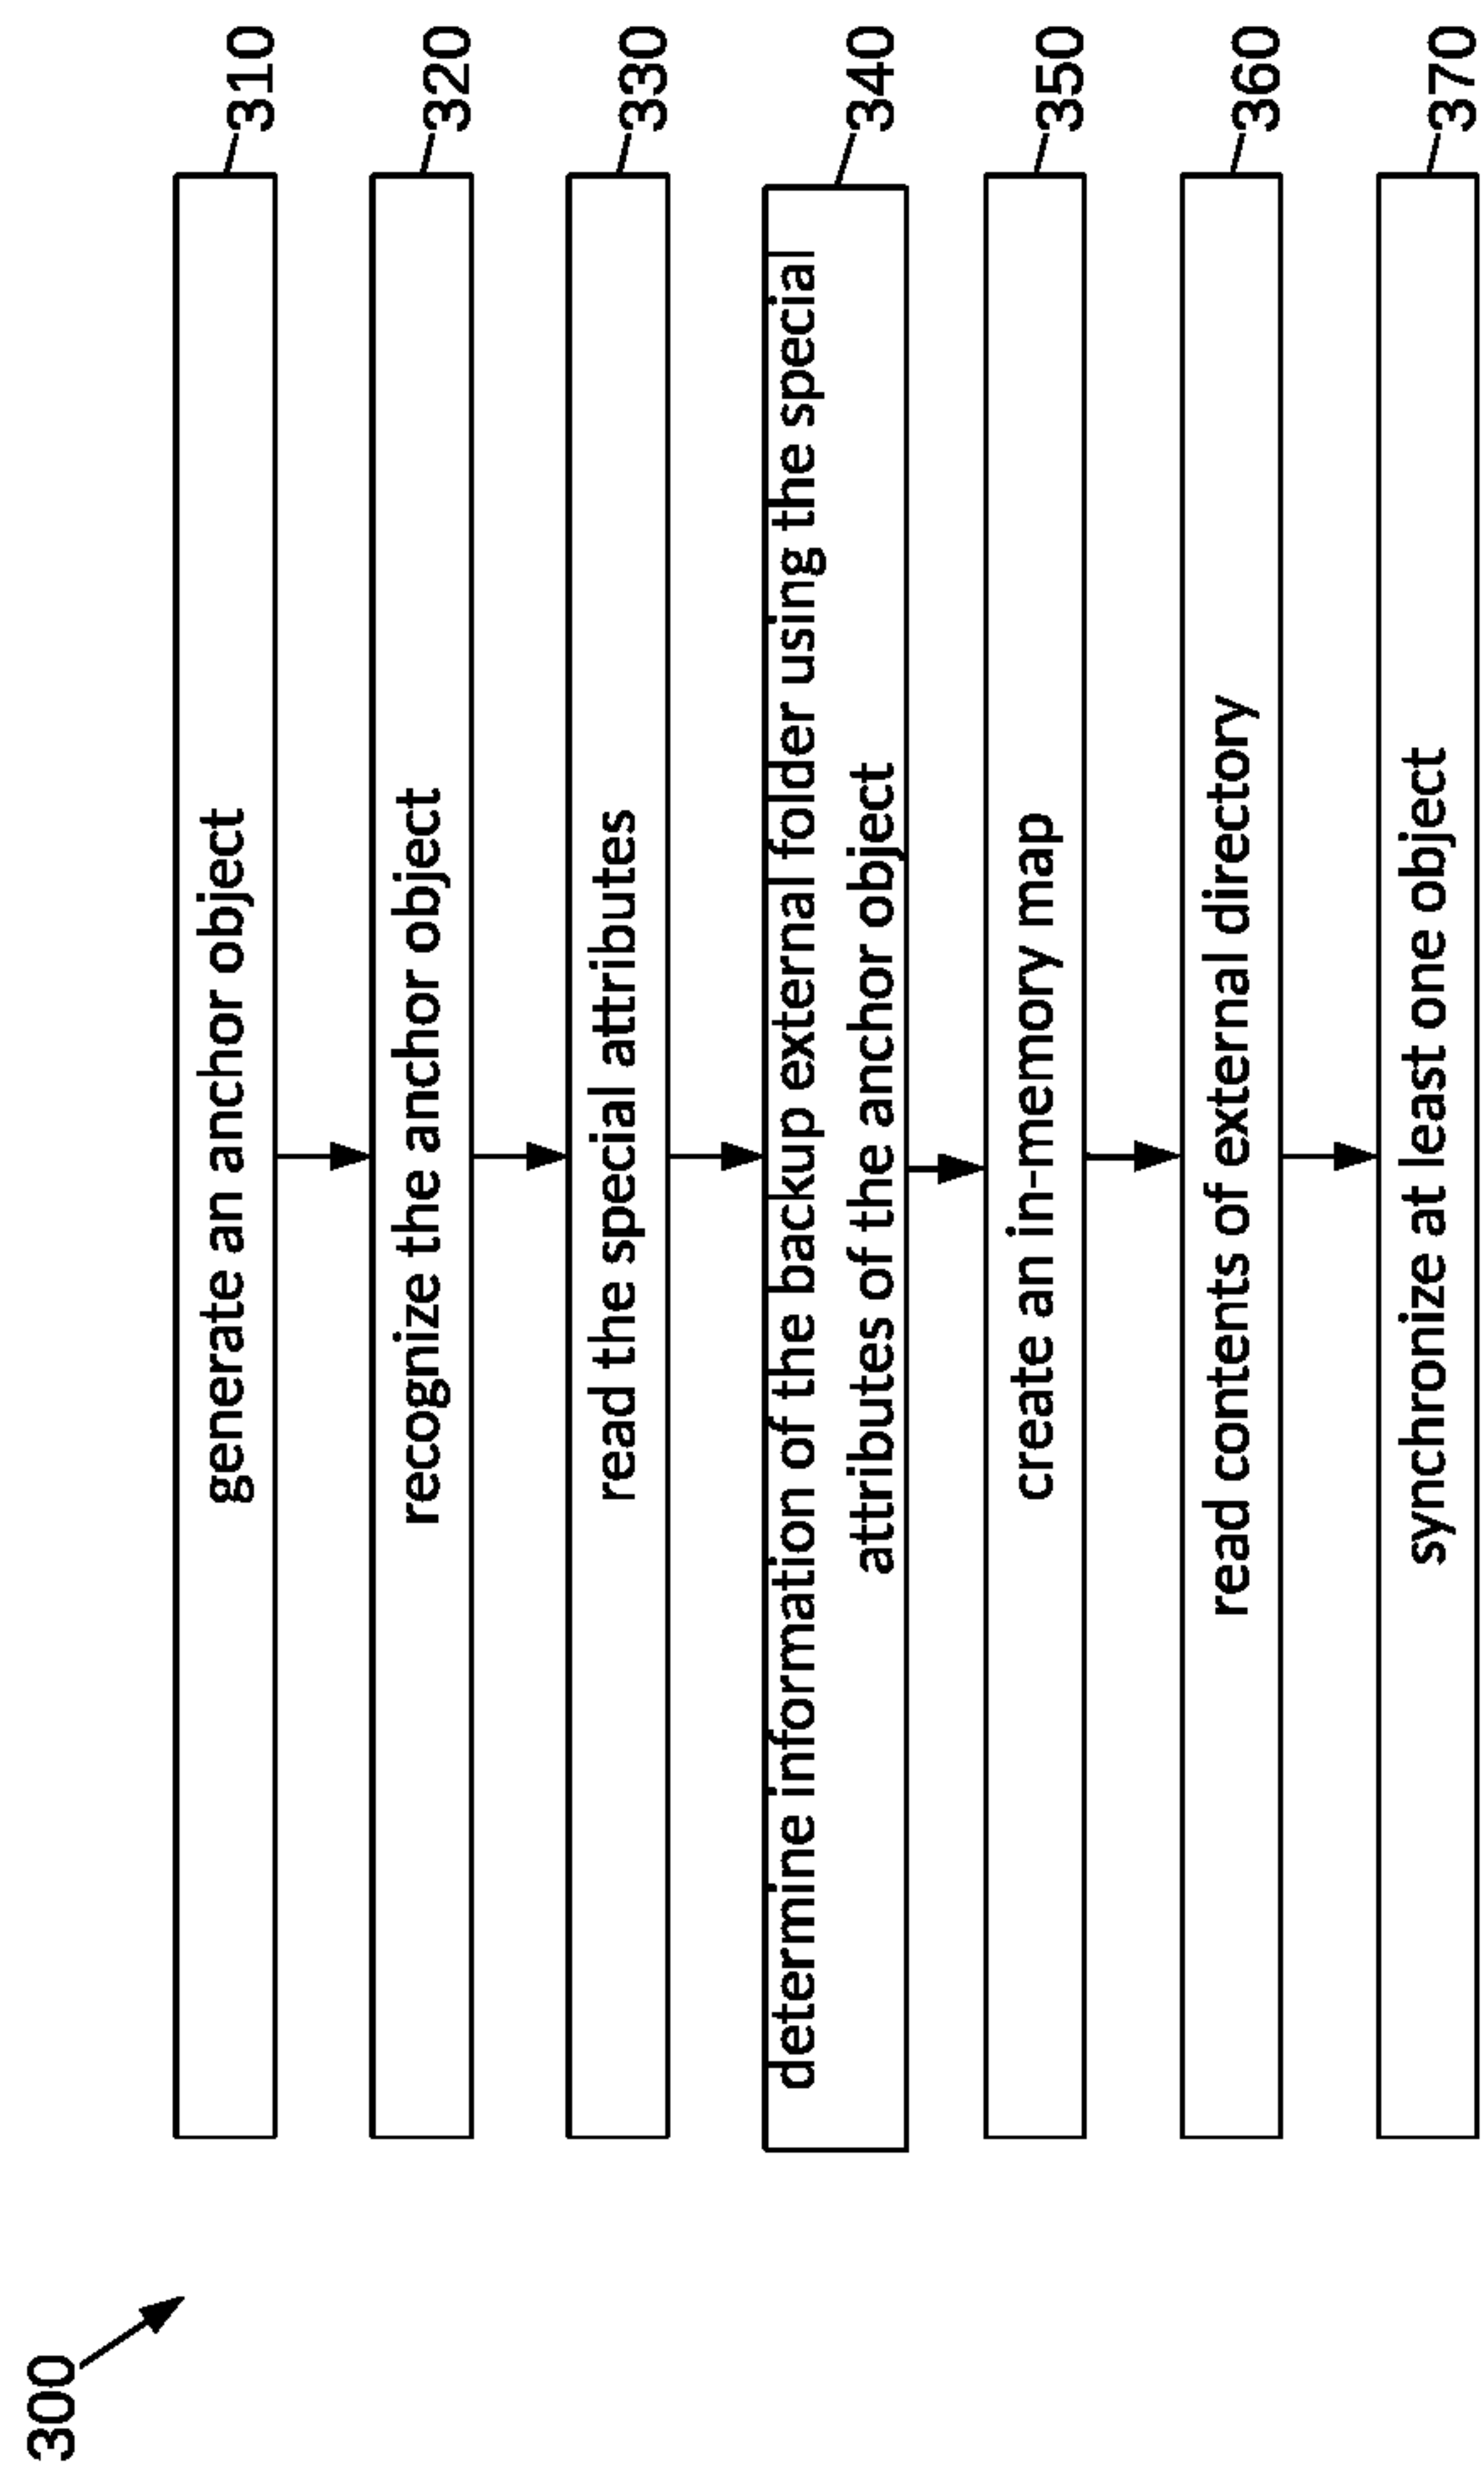 300
generate an anchor object
310
recognize the anchor object
320
read the special attributes
330
determine information of the backup external folder using the special
attributes of the anchor object
340
create an in-memory map
350
read contents of external directory
360
synchronize at least one object
370